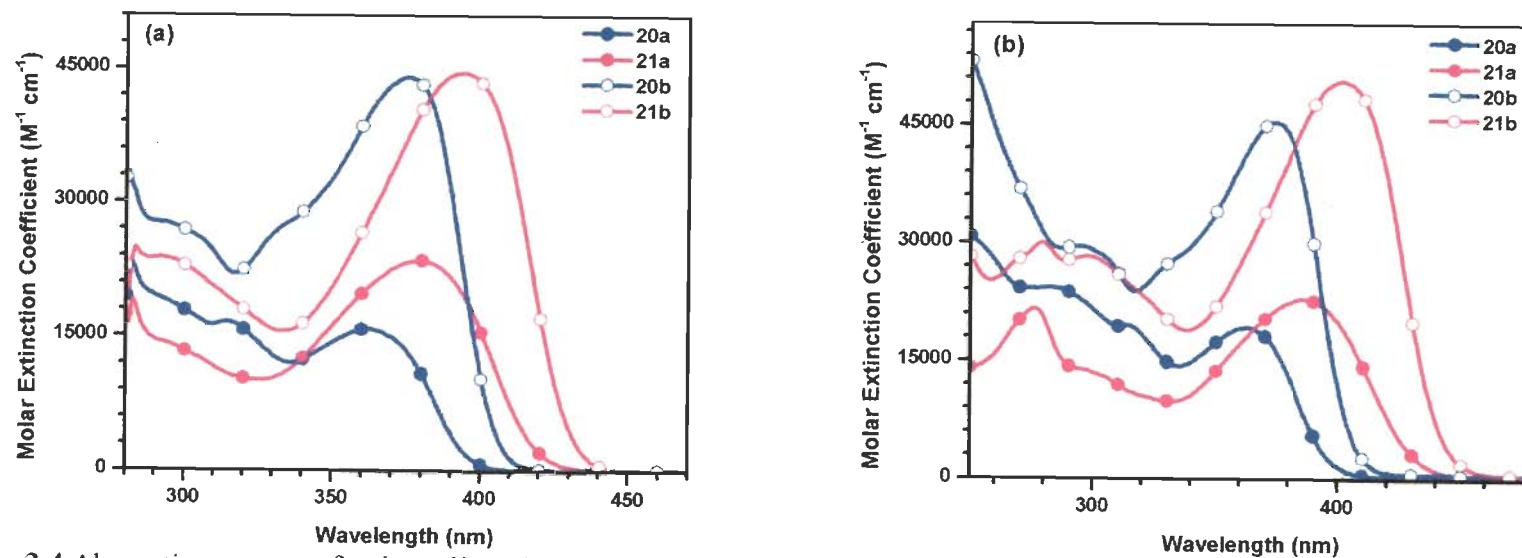 (a)
20a
21a
20b
21b
Molar Extinction Coefficient (M⁻¹ cm⁻¹)
45000
30000
15000
0
300
350
400
450
Wavelength (nm)
(b)
20a
21a
20b
21b
Molar Extinction Coefficient (M⁻¹ cm⁻¹)
45000
30000
15000
0
300
400
Wavelength (nm)